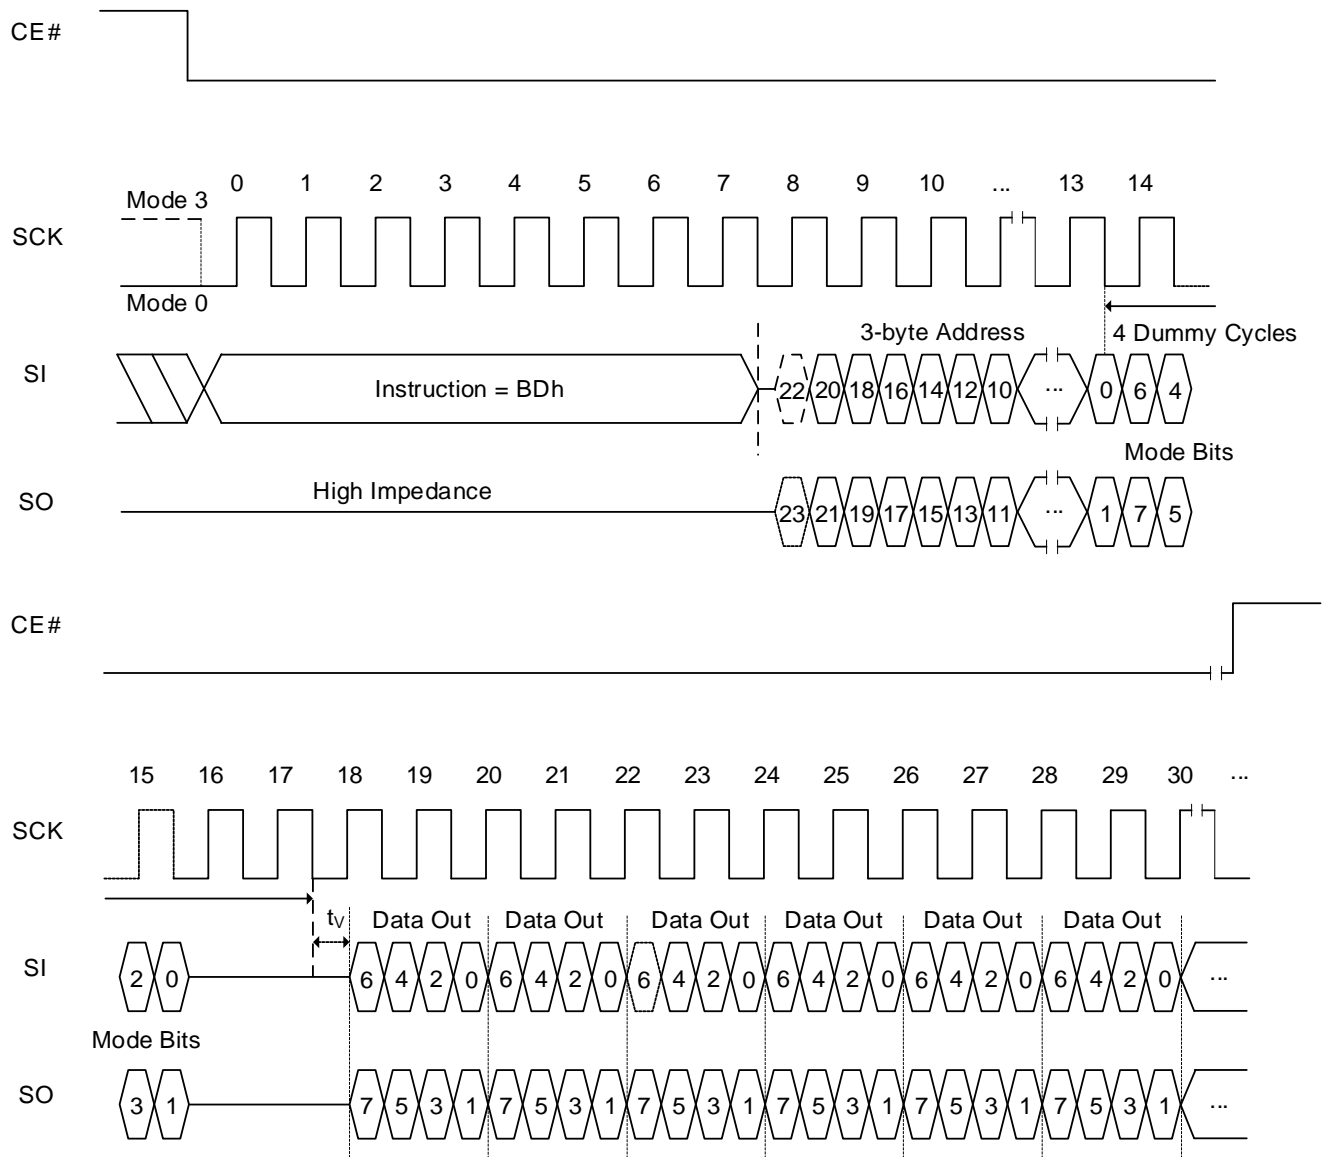 CE#
Mode 3
0 1 2 3 4 5 6 7 8 9 10 ... 13 14
SCK
Mode 0
3-byte Address 4 Dummy Cycles
SI
Instruction = BDh
22 20 18 16 14 12 10 ... 0 6 4
Mode Bits
SO
High Impedance
23 21 19 17 15 13 11 ... 1 7 5
CE#
15 16 17 18 19 20 21 22 23 24 25 26 27 28 29 30 ...
SCK
tV Data Out Data Out Data Out Data Out Data Out Data Out
SI
2 0 6 4 2 0 6 4 2 0 6 4 2 0 6 4 2 0 6 4 2 0 6 4 2 0 ...
Mode Bits
SO
3 1 7 5 3 1 7 5 3 1 7 5 3 1 7 5 3 1 7 5 3 1 7 5 3 1 ...